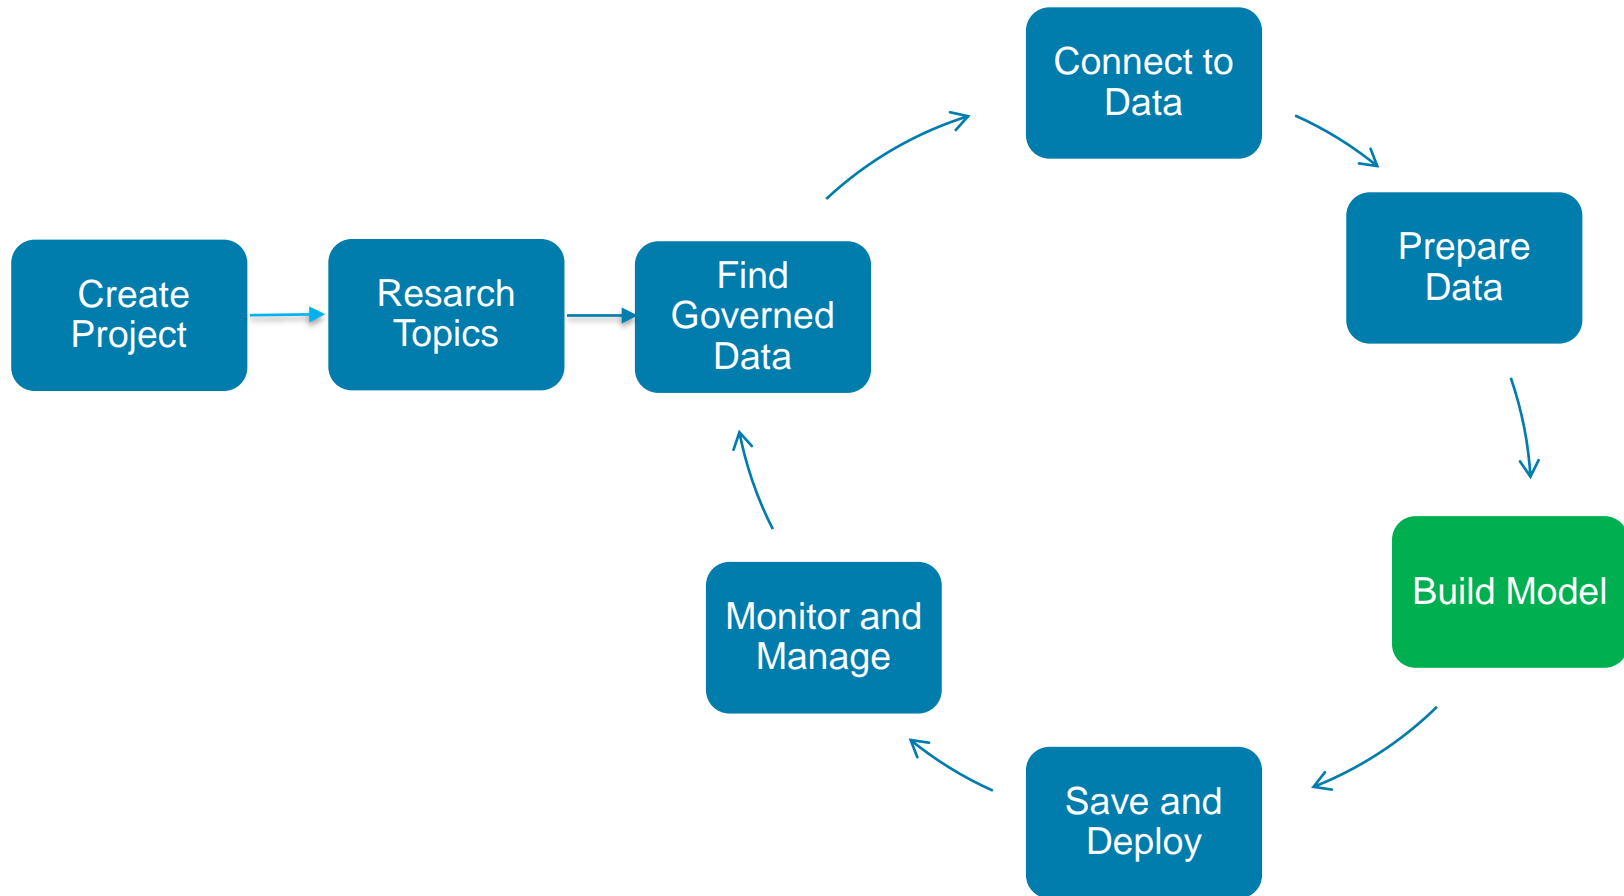 Create
Project
Resarch
Topics
Find
Governed
Data
Connect to
Data
Prepare
Data
Build Model
Save and
Deploy
Monitor and
Manage